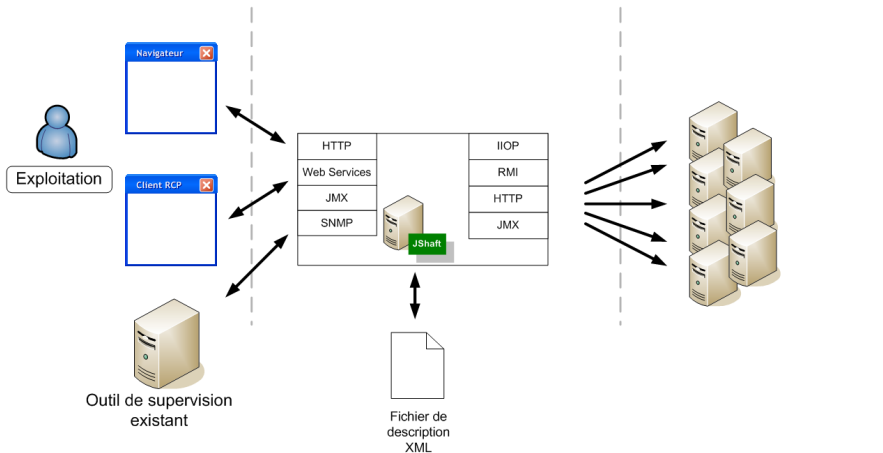 Navigateur
Exploitation
Client RCP
Outil de supervision
existant
HTTP
Web Services
JMX
SNMP
JShaft
IIOP
RMI
HTTP
JMX
Fichier de
description
XML